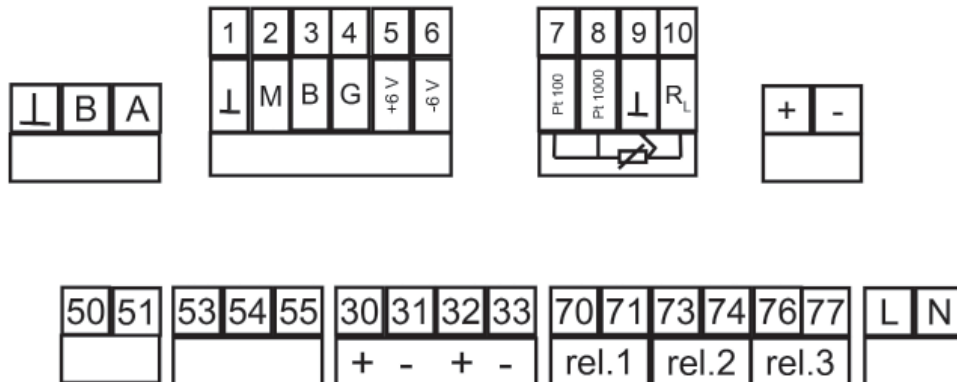 1 2 3 4 5 6
7 8 9 10
⊥ B A
⊥ M B G +6 V -6 V
Pt 100 Pt 1000 ⊥ RL
+ -
50 51 53 54 55 30 31 32 33 70 71 73 74 76 77 L N
+ - + - rel.1 rel.2 rel.3